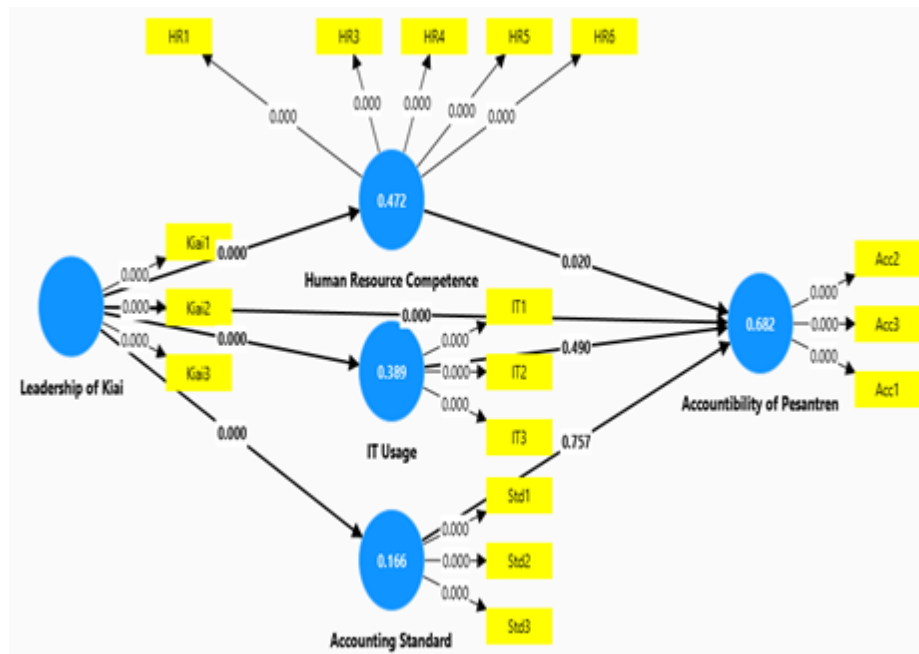 HR1
HR3
HR4
HR5
HR6
0.000
0.000
0.000
0.000
0.000
0.472
Human Resource Competence
Kiai1
Kiai2
Kiai3
0.000
0.000
0.000
0.000
0.000
0.000
0.000
0.020
Leadership of Kiai
IT1
IT2
IT3
0.000
0.000
0.000
0.389
IT Usage
0.490
0.757
0.682
Accountibility of Pesantren
Acc2
Acc3
Acc1
0.000
0.000
0.000
Std1
Std2
Std3
0.000
0.000
0.000
0.166
Accounting Standard